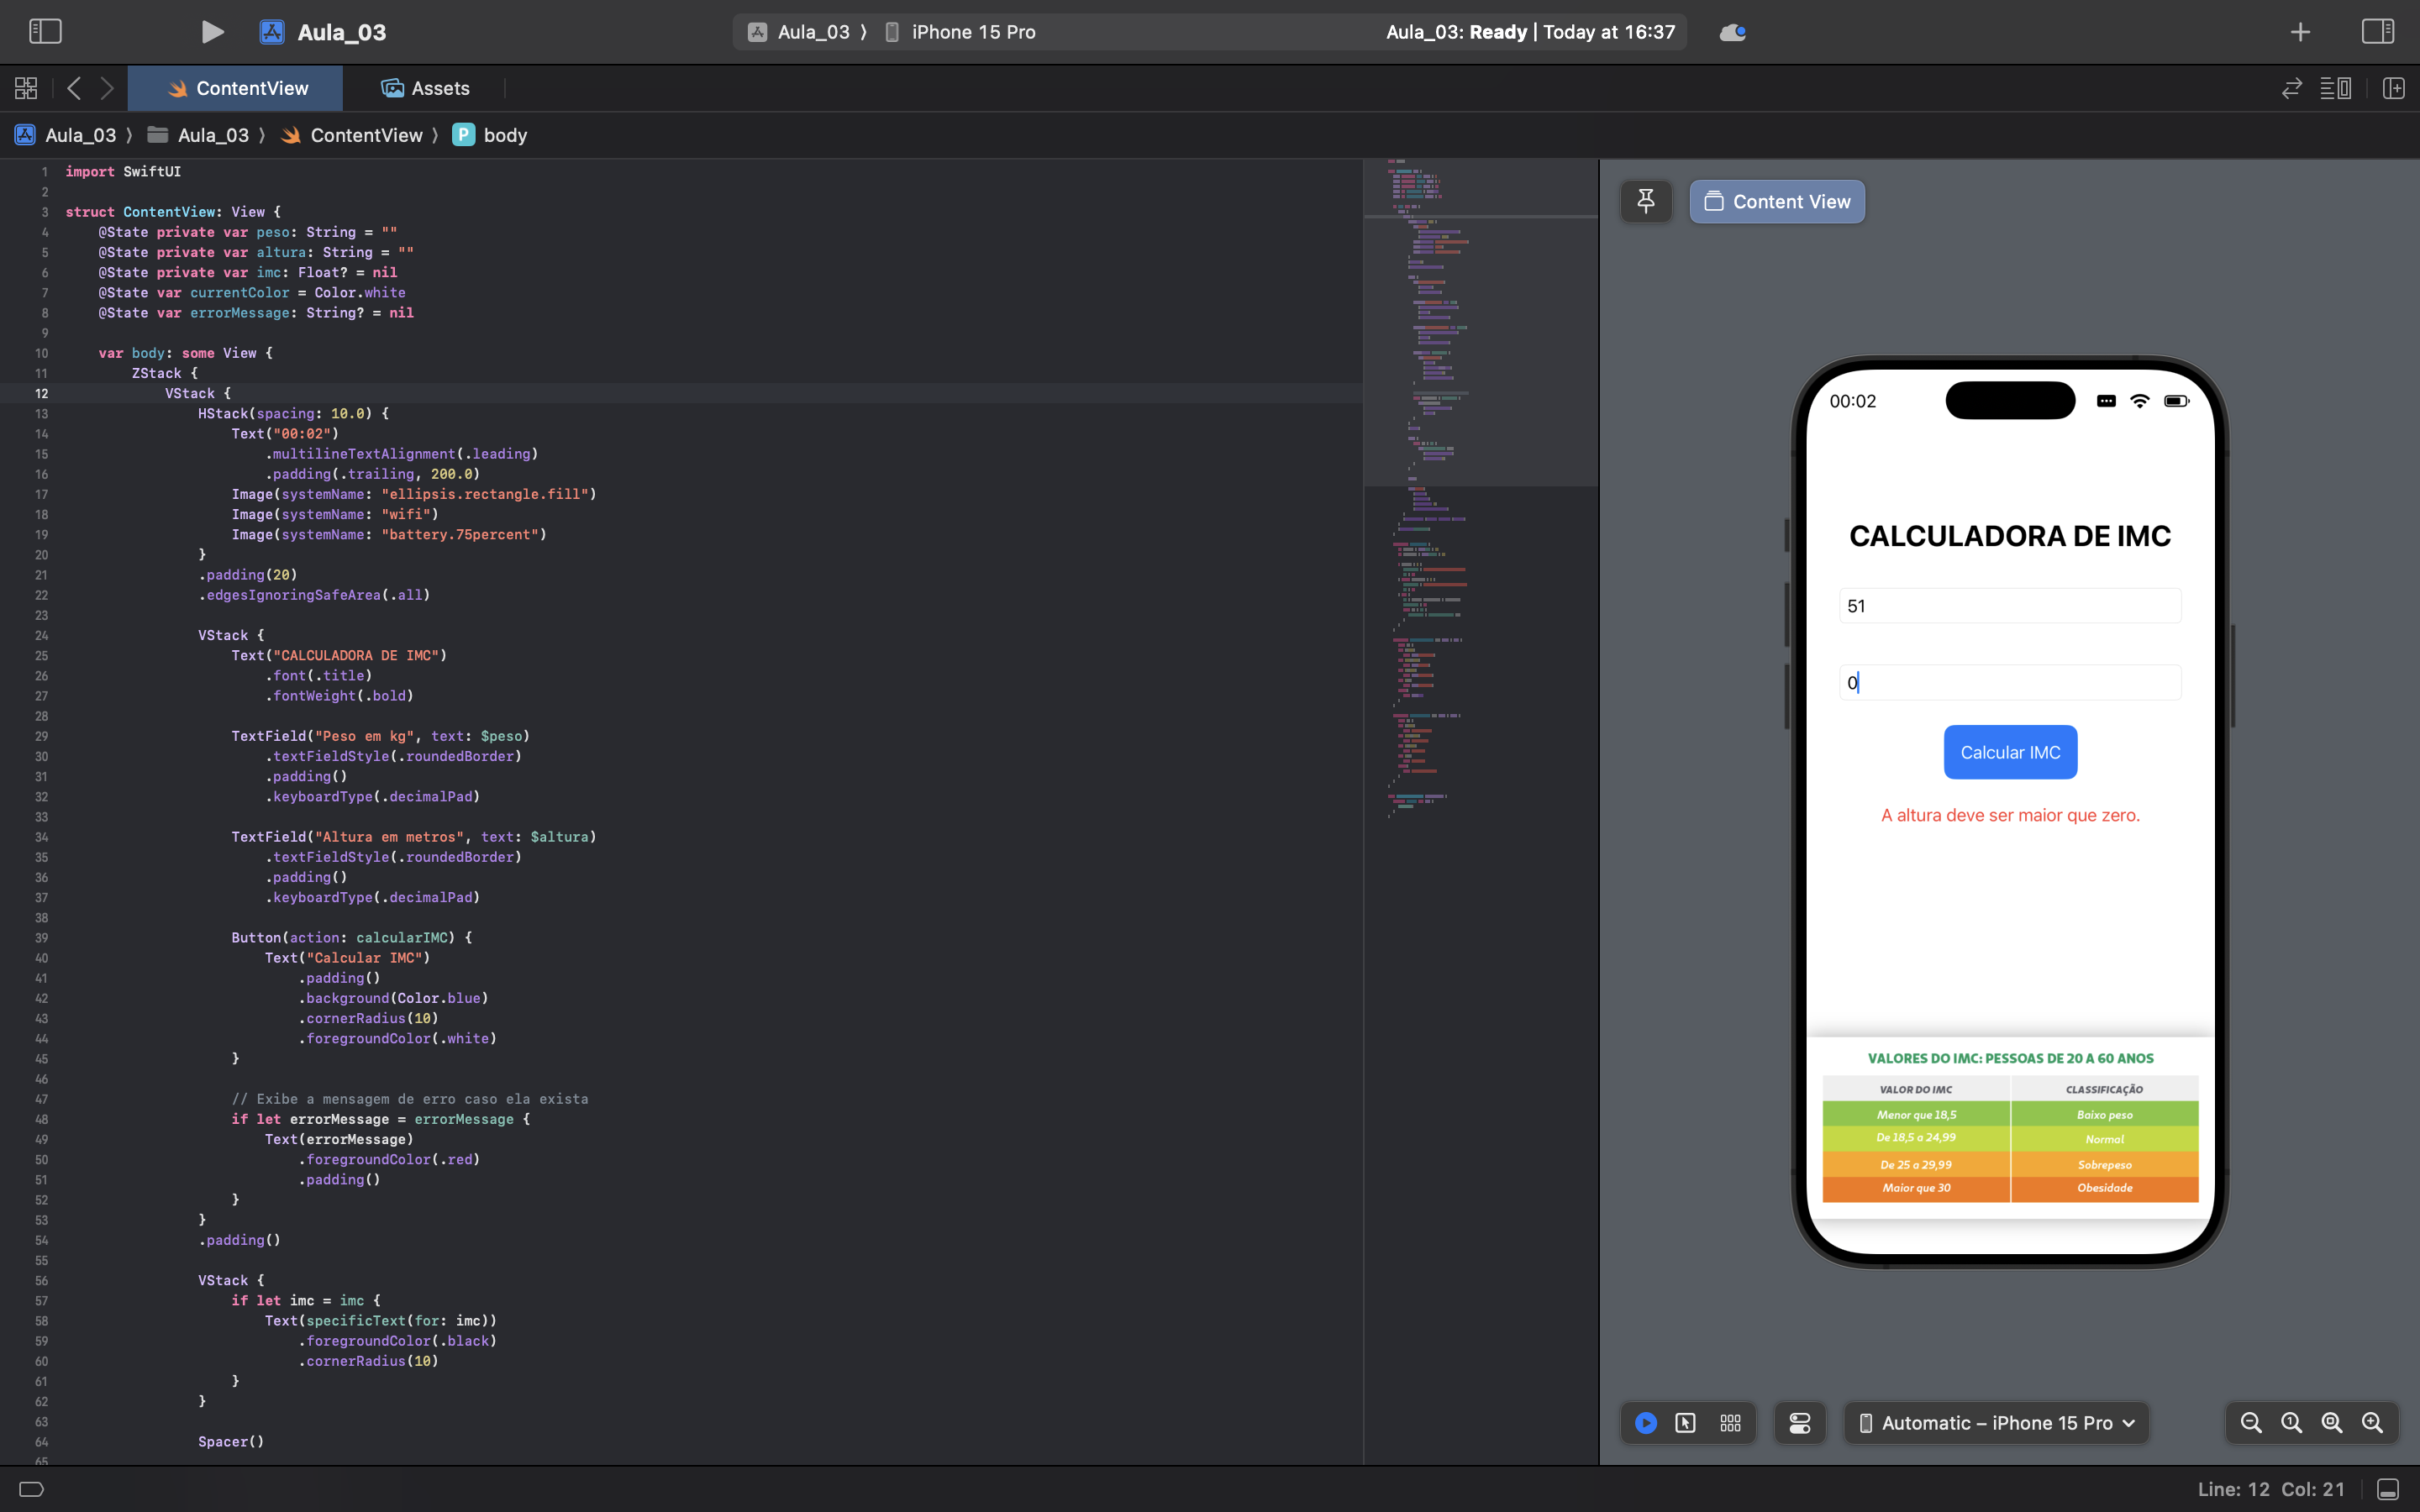 Aula_03
Aula_03 ⟩ iPhone 15 Pro
Aula_03: Ready | Today at 16:37
ContentView
Assets
Aula_03 ⟩ Aula_03 ⟩ ContentView ⟩ P body
1 import SwiftUI
2
3 struct ContentView: View {
4 @State private var peso: String = ""
5 @State private var altura: String = ""
6 @State private var imc: Float? = nil
7 @State var currentColor = Color.white
8 @State var errorMessage: String? = nil
9
10 var body: some View {
11 ZStack {
12 VStack {
13 HStack(spacing: 10.0) {
14 Text("00:02")
15 .multilineTextAlignment(.leading)
16 .padding(.trailing, 200.0)
17 Image(systemName: "ellipsis.rectangle.fill")
18 Image(systemName: "wifi")
19 Image(systemName: "battery.75percent")
20 }
21 .padding(20)
22 .edgesIgnoringSafeArea(.all)
23
24 VStack {
25 Text("CALCULADORA DE IMC")
26 .font(.title)
27 .fontWeight(.bold)
28
29 TextField("Peso em kg", text: $peso)
30 .textFieldStyle(.roundedBorder)
31 .padding()
32 .keyboardType(.decimalPad)
33
34 TextField("Altura em metros", text: $altura)
35 .textFieldStyle(.roundedBorder)
36 .padding()
37 .keyboardType(.decimalPad)
38
39 Button(action: calcularIMC) {
40 Text("Calcular IMC")
41 .padding()
42 .background(Color.blue)
43 .cornerRadius(10)
44 .foregroundColor(.white)
45 }
46
47 // Exibe a mensagem de erro caso ela exista
48 if let errorMessage = errorMessage {
49 Text(errorMessage)
50 .foregroundColor(.red)
51 .padding()
52 }
53 }
54 .padding()
55
56 VStack {
57 if let imc = imc {
58 Text(specificText(for: imc))
59 .foregroundColor(.black)
60 .cornerRadius(10)
61 }
62 }
63
64 Spacer()
65
Content View
00:02
CALCULADORA DE IMC
51
0
Calcular IMC
A altura deve ser maior que zero.
VALORES DO IMC: PESSOAS DE 20 A 60 ANOS
VALOR DO IMC CLASSIFICAÇÃO
Menor que 18,5 Baixo peso
De 18,5 a 24,99 Normal
De 25 a 29,99 Sobrepeso
Maior que 30 Obesidade
Automatic – iPhone 15 Pro
Line: 12 Col: 21